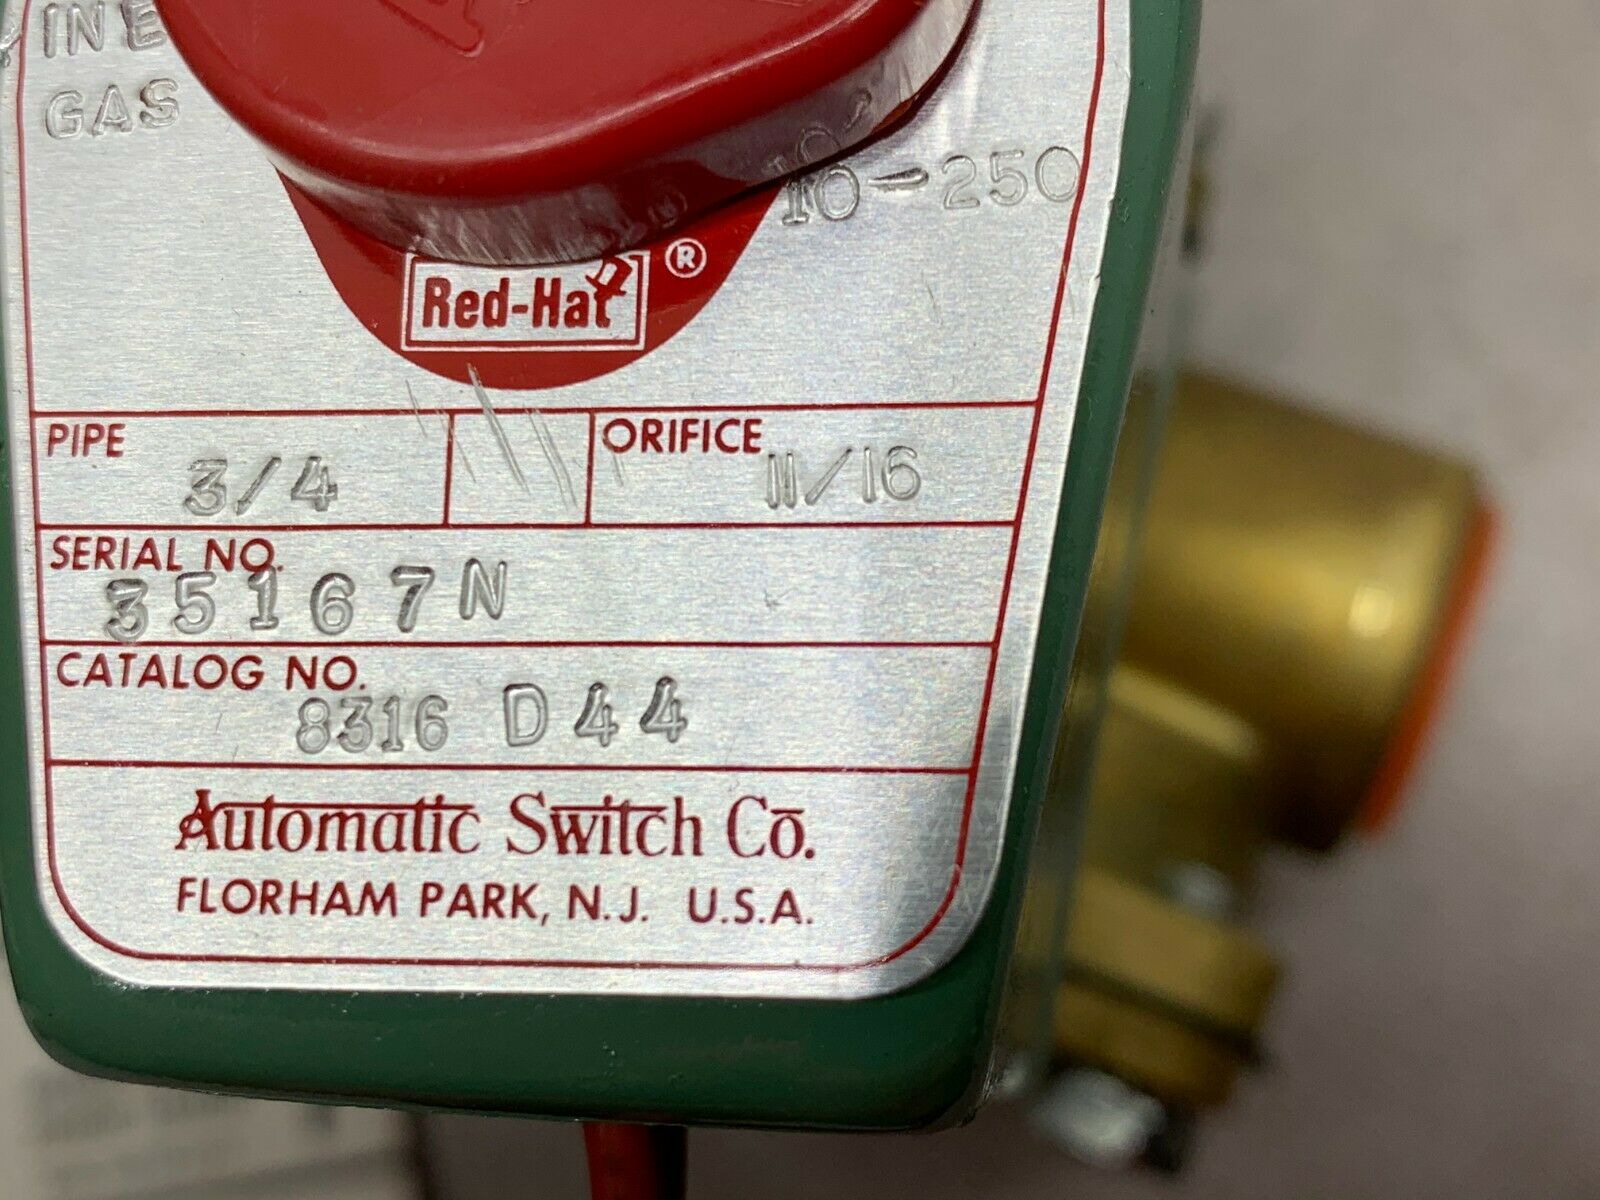 GAS
10-250
Red-Hat ®
PIPE 3/4 ORIFICE 11/16
SERIAL NO.
35167N
CATALOG NO.
8316 D44
Automatic Switch Co.
FLORHAM PARK, N.J. U.S.A.